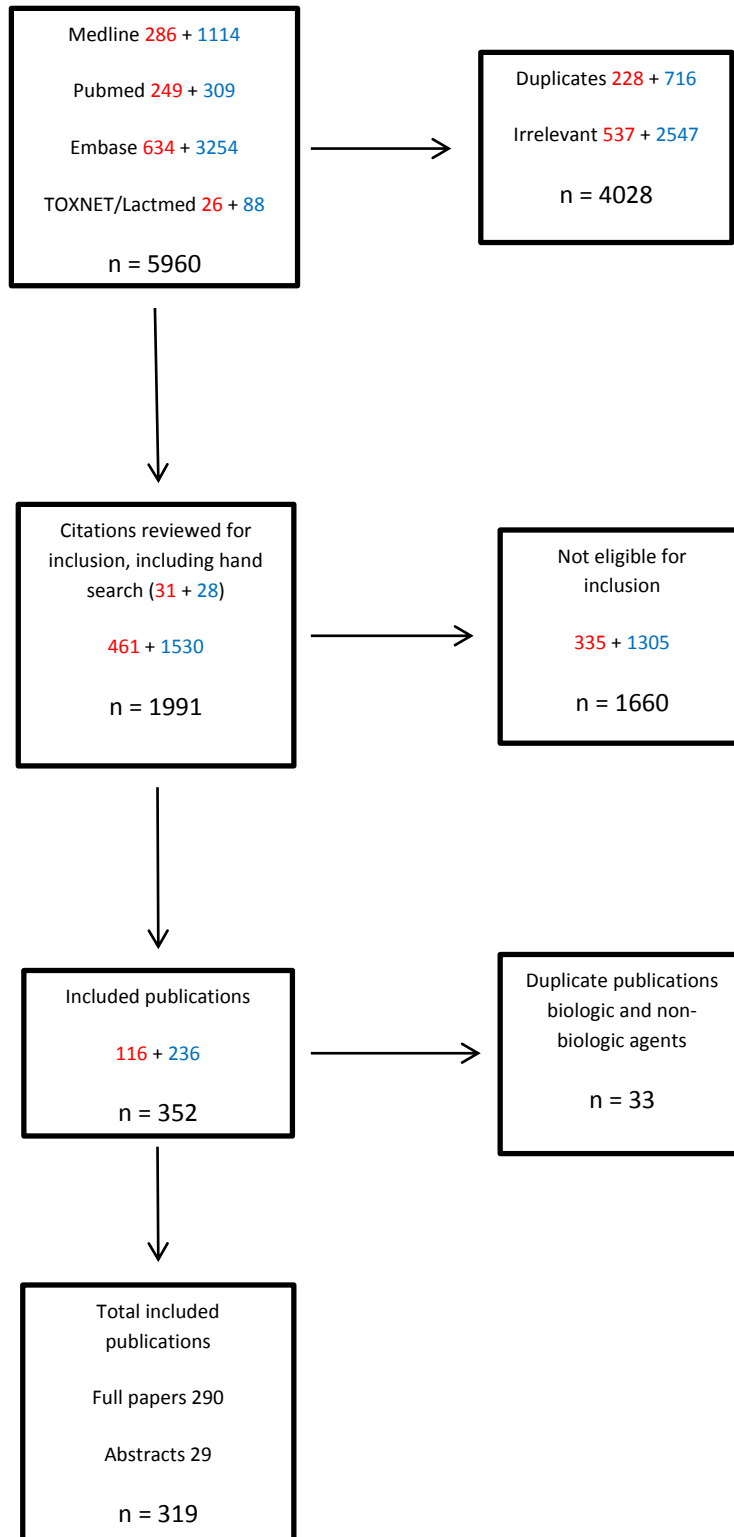 Medline 286 + 1114
Pubmed 249 + 309
Embase 634 + 3254
TOXNET/Lactmed 26 + 88
n = 5960
Duplicates 228 + 716
Irrelevant 537 + 2547
n = 4028
Citations reviewed for
inclusion, including hand
search (31 + 28)
461 + 1530
n = 1991
Not eligible for
inclusion
335 + 1305
n = 1660
Included publications
116 + 236
n = 352
Duplicate publications
biologic and non-
biologic agents
n = 33
Total included
publications
Full papers 290
Abstracts 29
n = 319